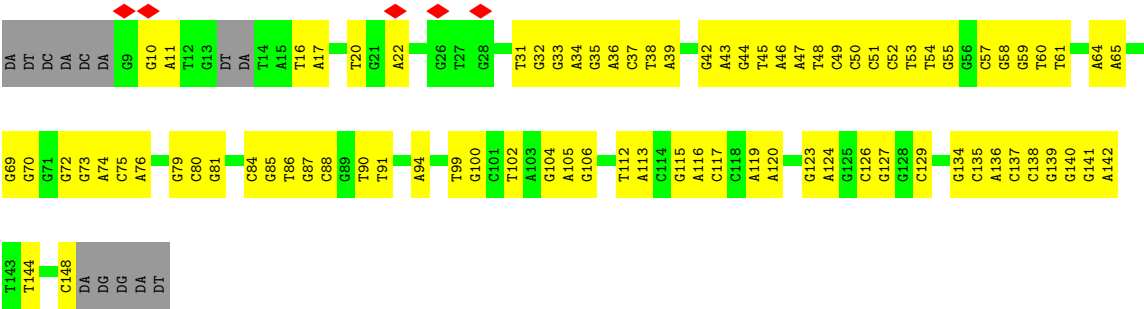 DA DT DC DA DC DA G9 G10 A11 T12 G13 DT DA T14 A15 T16 A17 T20 G21 A22 G26 T27 G28 T31 G32 G33 A34 G35 A36 C37 T38 A39 G42 A43 G44 T45 A46 A47 T48 C49 C50 C51 C52 T53 T54 G55 G56 C57 G58 G59 T60 T61 A64 A65
G69 G70 G71 G72 G73 A74 C75 A76 G79 C80 G81 C84 G85 T86 G87 C88 G89 T90 T91 A94 T99 G100 C101 T102 A103 G104 A105 G106 T112 A113 C114 G115 A116 C117 C118 A119 A120 G123 A124 G125 C126 G127 G128 C129 G134 C135 A136 C137 C138 G139 G140 G141 A142
T143 T144 C148 DA DG DG DA DT